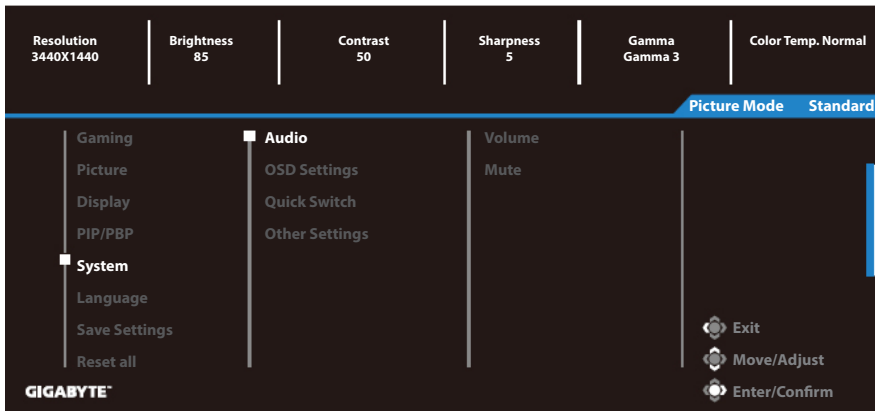 Resolution
3440X1440
Brightness
85
Contrast
50
Sharpness
5
Gamma
Gamma 3
Color Temp. Normal
Picture Mode Standard
Gaming
Picture
Display
PIP/PBP
System
Language
Save Settings
Reset all
Audio
OSD Settings
Quick Switch
Other Settings
Volume
Mute
Exit
Move/Adjust
Enter/Confirm
GIGABYTE™